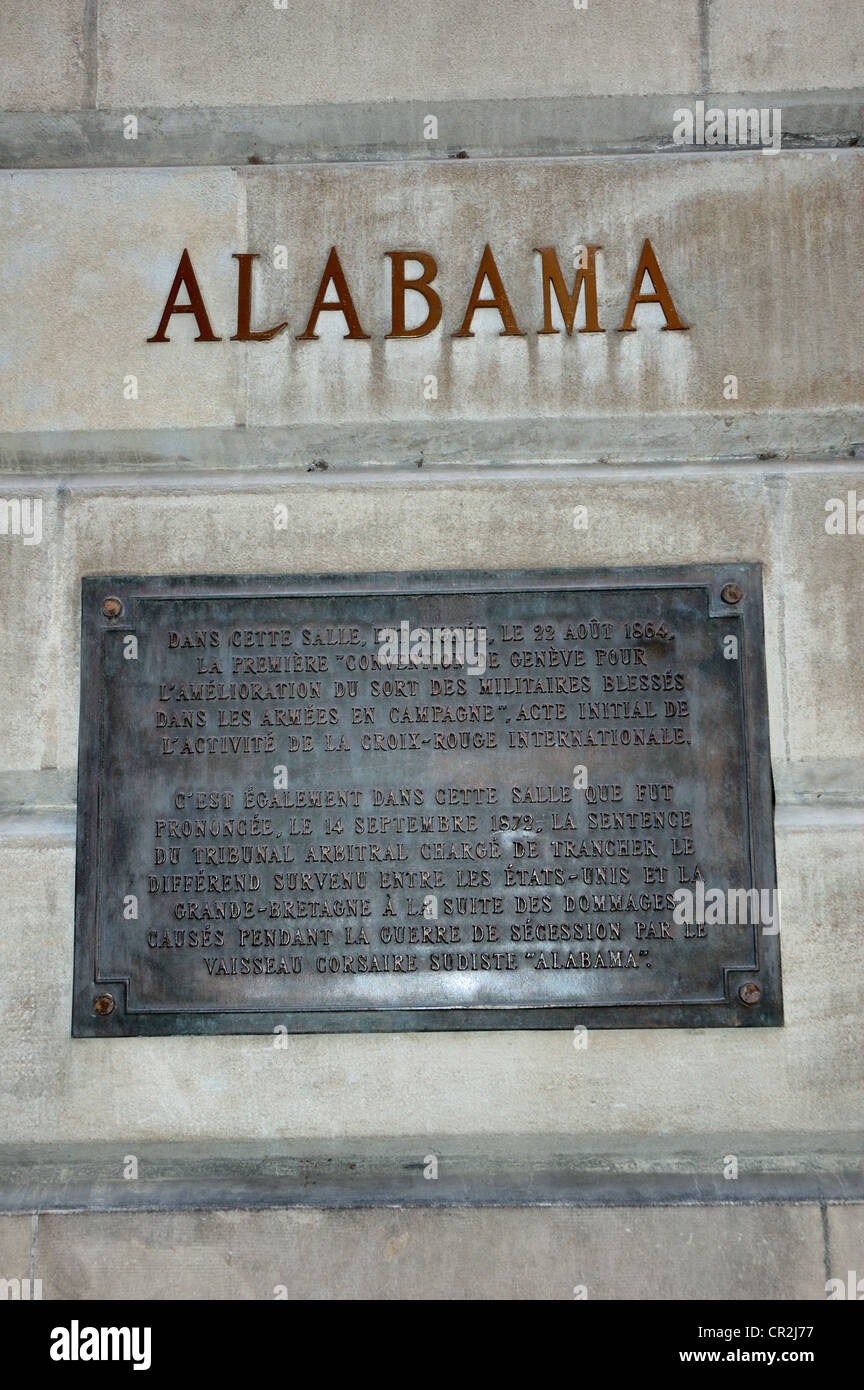 ALABAMA
DANS CETTE SALLE, FUT SIGNÉE, LE 22 AOÛT 1864,
LA PREMIÈRE "CONVENTION DE GENÈVE POUR
L'AMÉLIORATION DU SORT DES MILITAIRES BLESSÉS
DANS LES ARMÉES EN CAMPAGNE", ACTE INITIAL DE
L'ACTIVITÉ DE LA CROIX-ROUGE INTERNATIONALE.
C'EST ÉGALEMENT DANS CETTE SALLE QUE FUT
PRONONCÉE, LE 14 SEPTEMBRE 1872, LA SENTENCE
DU TRIBUNAL ARBITRAL CHARGÉ DE TRANCHER LE
DIFFÉREND SURVENU ENTRE LES ÉTATS-UNIS ET LA
GRANDE-BRETAGNE À LA SUITE DES DOMMAGES
CAUSÉS PENDANT LA GUERRE DE SÉCESSION PAR LE
VAISSEAU CORSAIRE SUDISTE "ALABAMA".
alamy
Image ID: CR2J77
www.alamy.com